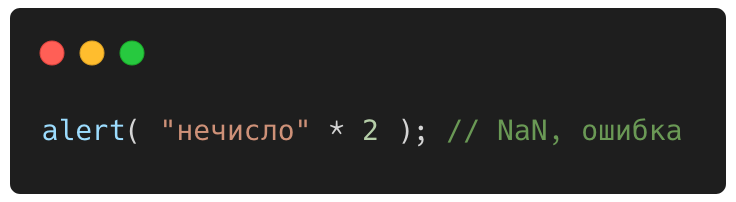 alert( "нечисло" * 2 ); // NaN, ошибка